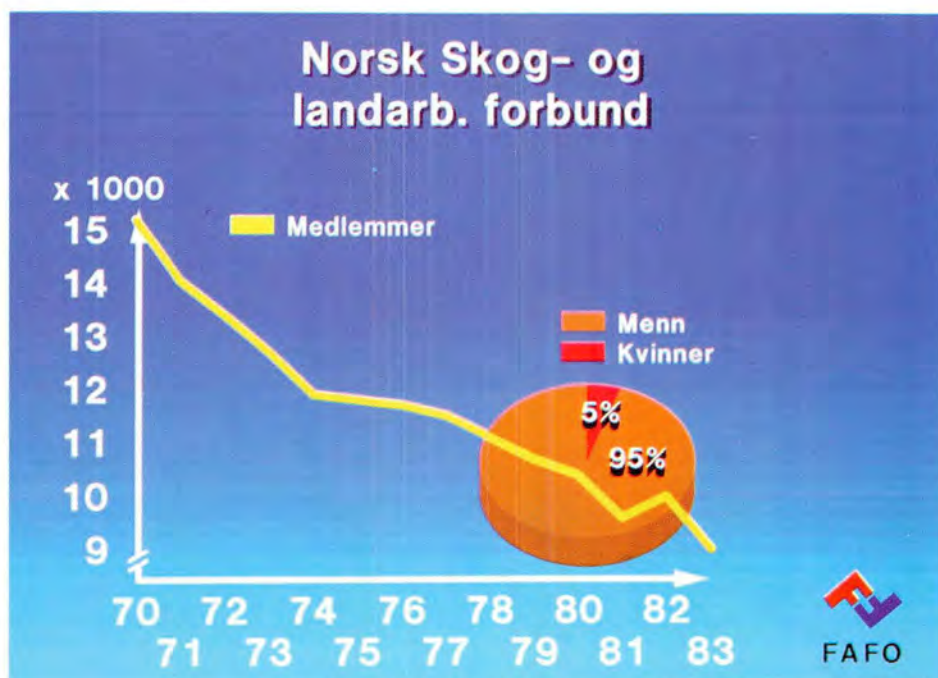 Norsk Skog- og
landarb. forbund
x 1000
15
14
13
12
11
10
9
Medlemmer
Menn
Kvinner
5%
95%
70 72 74 76 78 80 82
71 73 75 77 79 81 83
FAFO